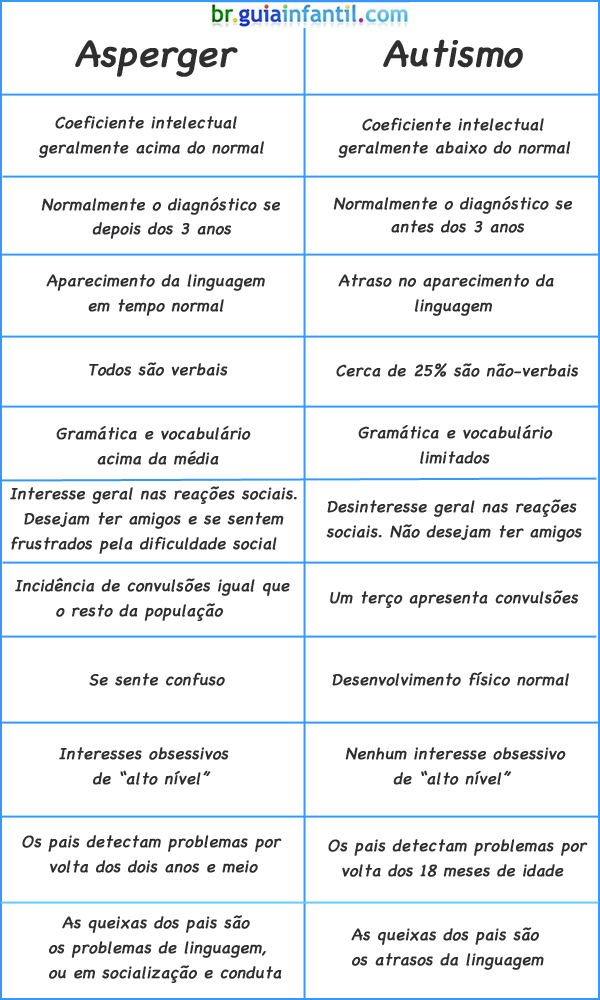 br.guiainfantil.com
Asperger
Autismo
Coeficiente intelectual
geralmente acima do normal
Coeficiente intelectual
geralmente abaixo do normal
Normalmente o diagnóstico se
depois dos 3 anos
Normalmente o diagnóstico se
antes dos 3 anos
Aparecimento da linguagem
em tempo normal
Atraso no aparecimento da
linguagem
Todos são verbais
Cerca de 25% são não-verbais
Gramática e vocabulário
acima da média
Gramática e vocabulário
limitados
Interesse geral nas reações sociais.
Desejam ter amigos e se sentem
frustrados pela dificuldade social
Desinteresse geral nas reações
sociais. Não desejam ter amigos
Incidência de convulsões igual que
o resto da população
Um terço apresenta convulsões
Se sente confuso
Desenvolvimento físico normal
Interesses obsessivos
de “alto nível”
Nenhum interesse obsessivo
de “alto nível”
Os pais detectam problemas por
volta dos dois anos e meio
Os pais detectam problemas por
volta dos 18 meses de idade
As queixas dos pais são
os problemas de linguagem,
ou em socialização e conduta
As queixas dos pais são
os atrasos da linguagem